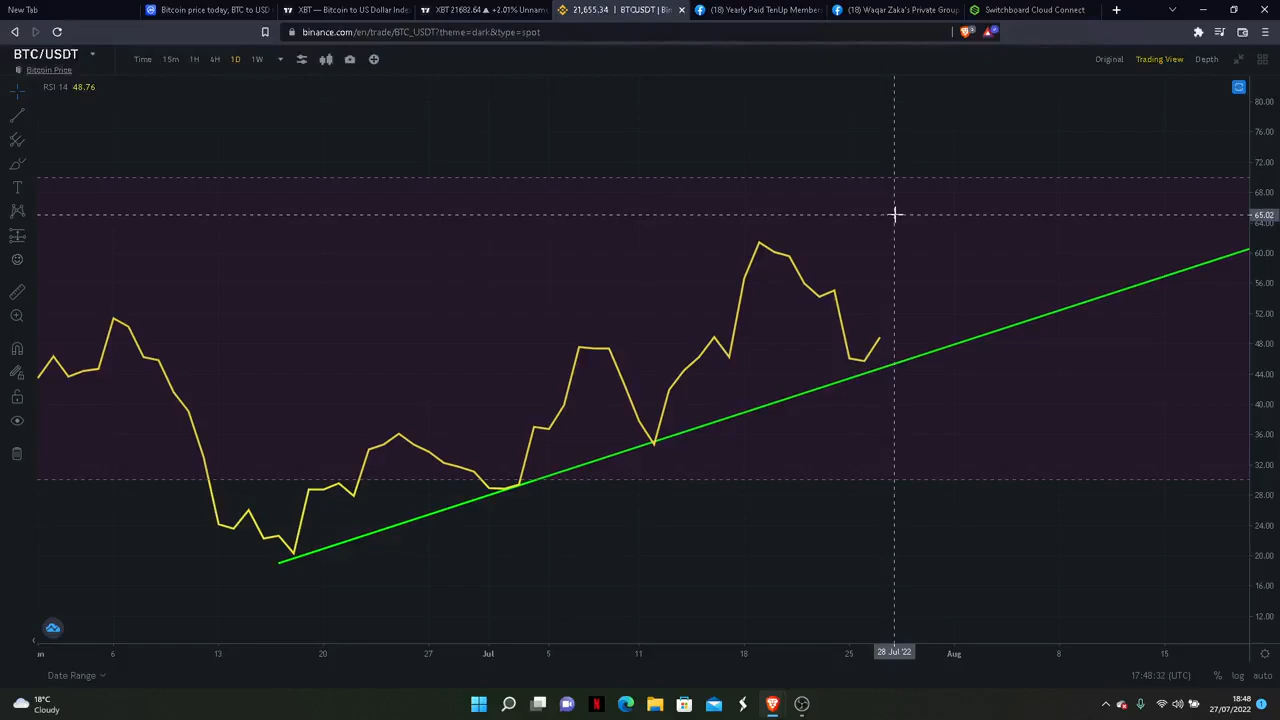 New Tab
Bitcoin price today, BTC to USD
XBT — Bitcoin to US Dollar Inde
XBT 21682.64 ▲ +2.01% Unnam
21,655.34 | BTCUSDT | Bin
(18) Yearly Paid TenUp Member
(18) Waqar Zaka's Private Group
Switchboard Cloud Connect
binance.com/en/trade/BTC_USDT?theme=dark&type=spot
BTC/USDT
Bitcoin Price
Time 15m 1H 4H 1D 1W
Original Trading View Depth
RSI 14 48.76
80.00
76.00
72.00
68.00
65.02
64.00
60.00
56.00
52.00
48.00
44.00
40.00
36.00
32.00
28.00
24.00
20.00
16.00
12.00
6 13 20 27 Jul 5 11 18 25 28 Jul '22 Aug 8 15
Date Range
17:48:32 (UTC) % log auto
18°C
Cloudy
18:48
27/07/2022